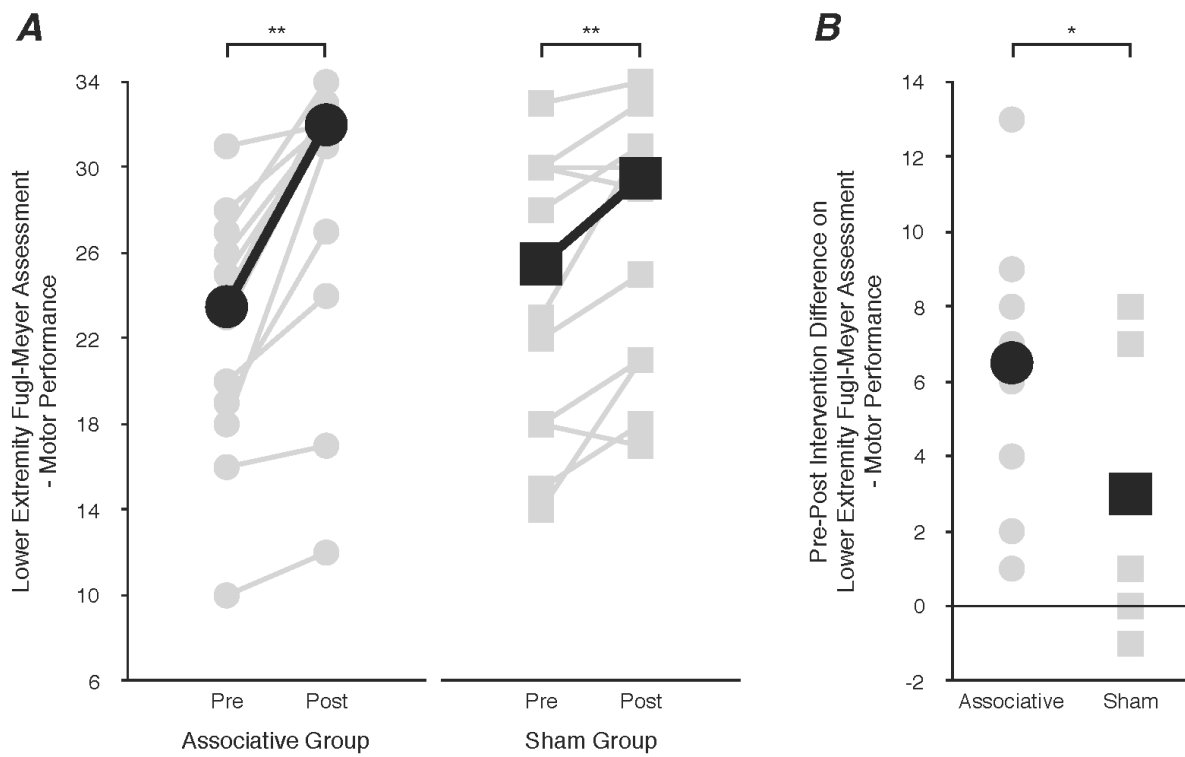 A
B
**
**
*
Lower Extremity Fugl-Meyer Assessment
- Motor Performance
34
30
26
22
18
14
10
6
Pre
Post
Pre
Post
Associative Group
Sham Group
Pre-Post Intervention Difference on
Lower Extremity Fugl-Meyer Assessment
- Motor Performance
14
12
10
8
6
4
2
0
-2
Associative
Sham